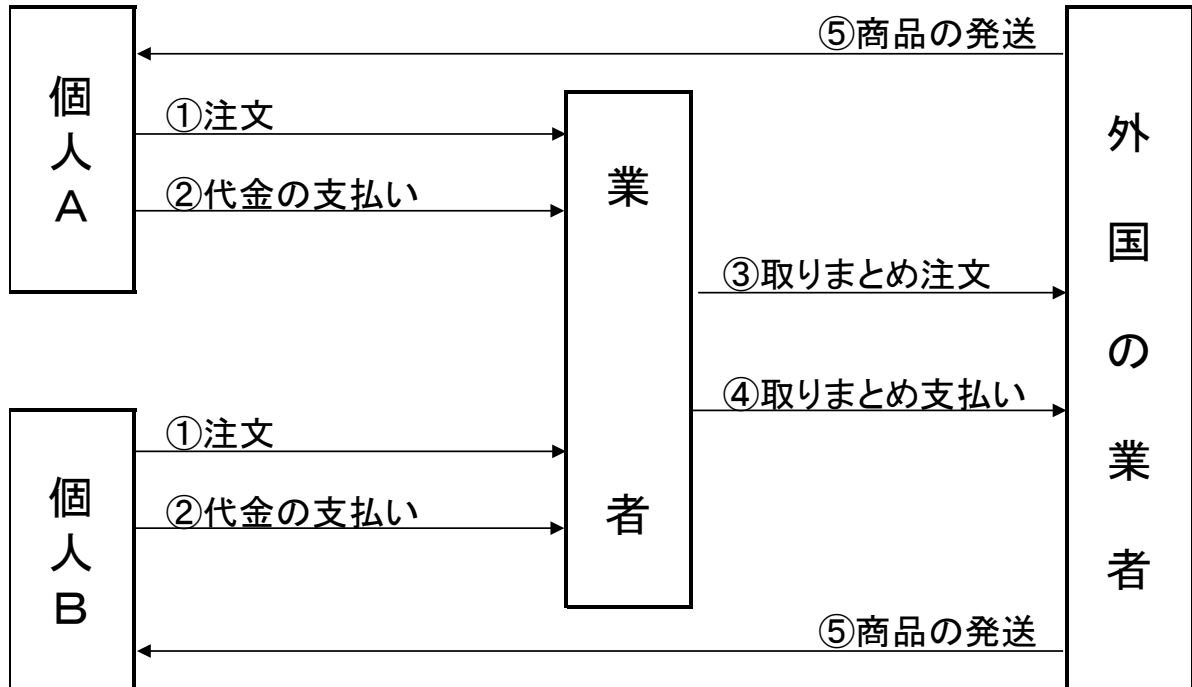 ⑤商品の発送
個人A
①注文
②代金の支払い
業者
外国の業者
③取りまとめ注文
④取りまとめ支払い
個人B
①注文
②代金の支払い
⑤商品の発送